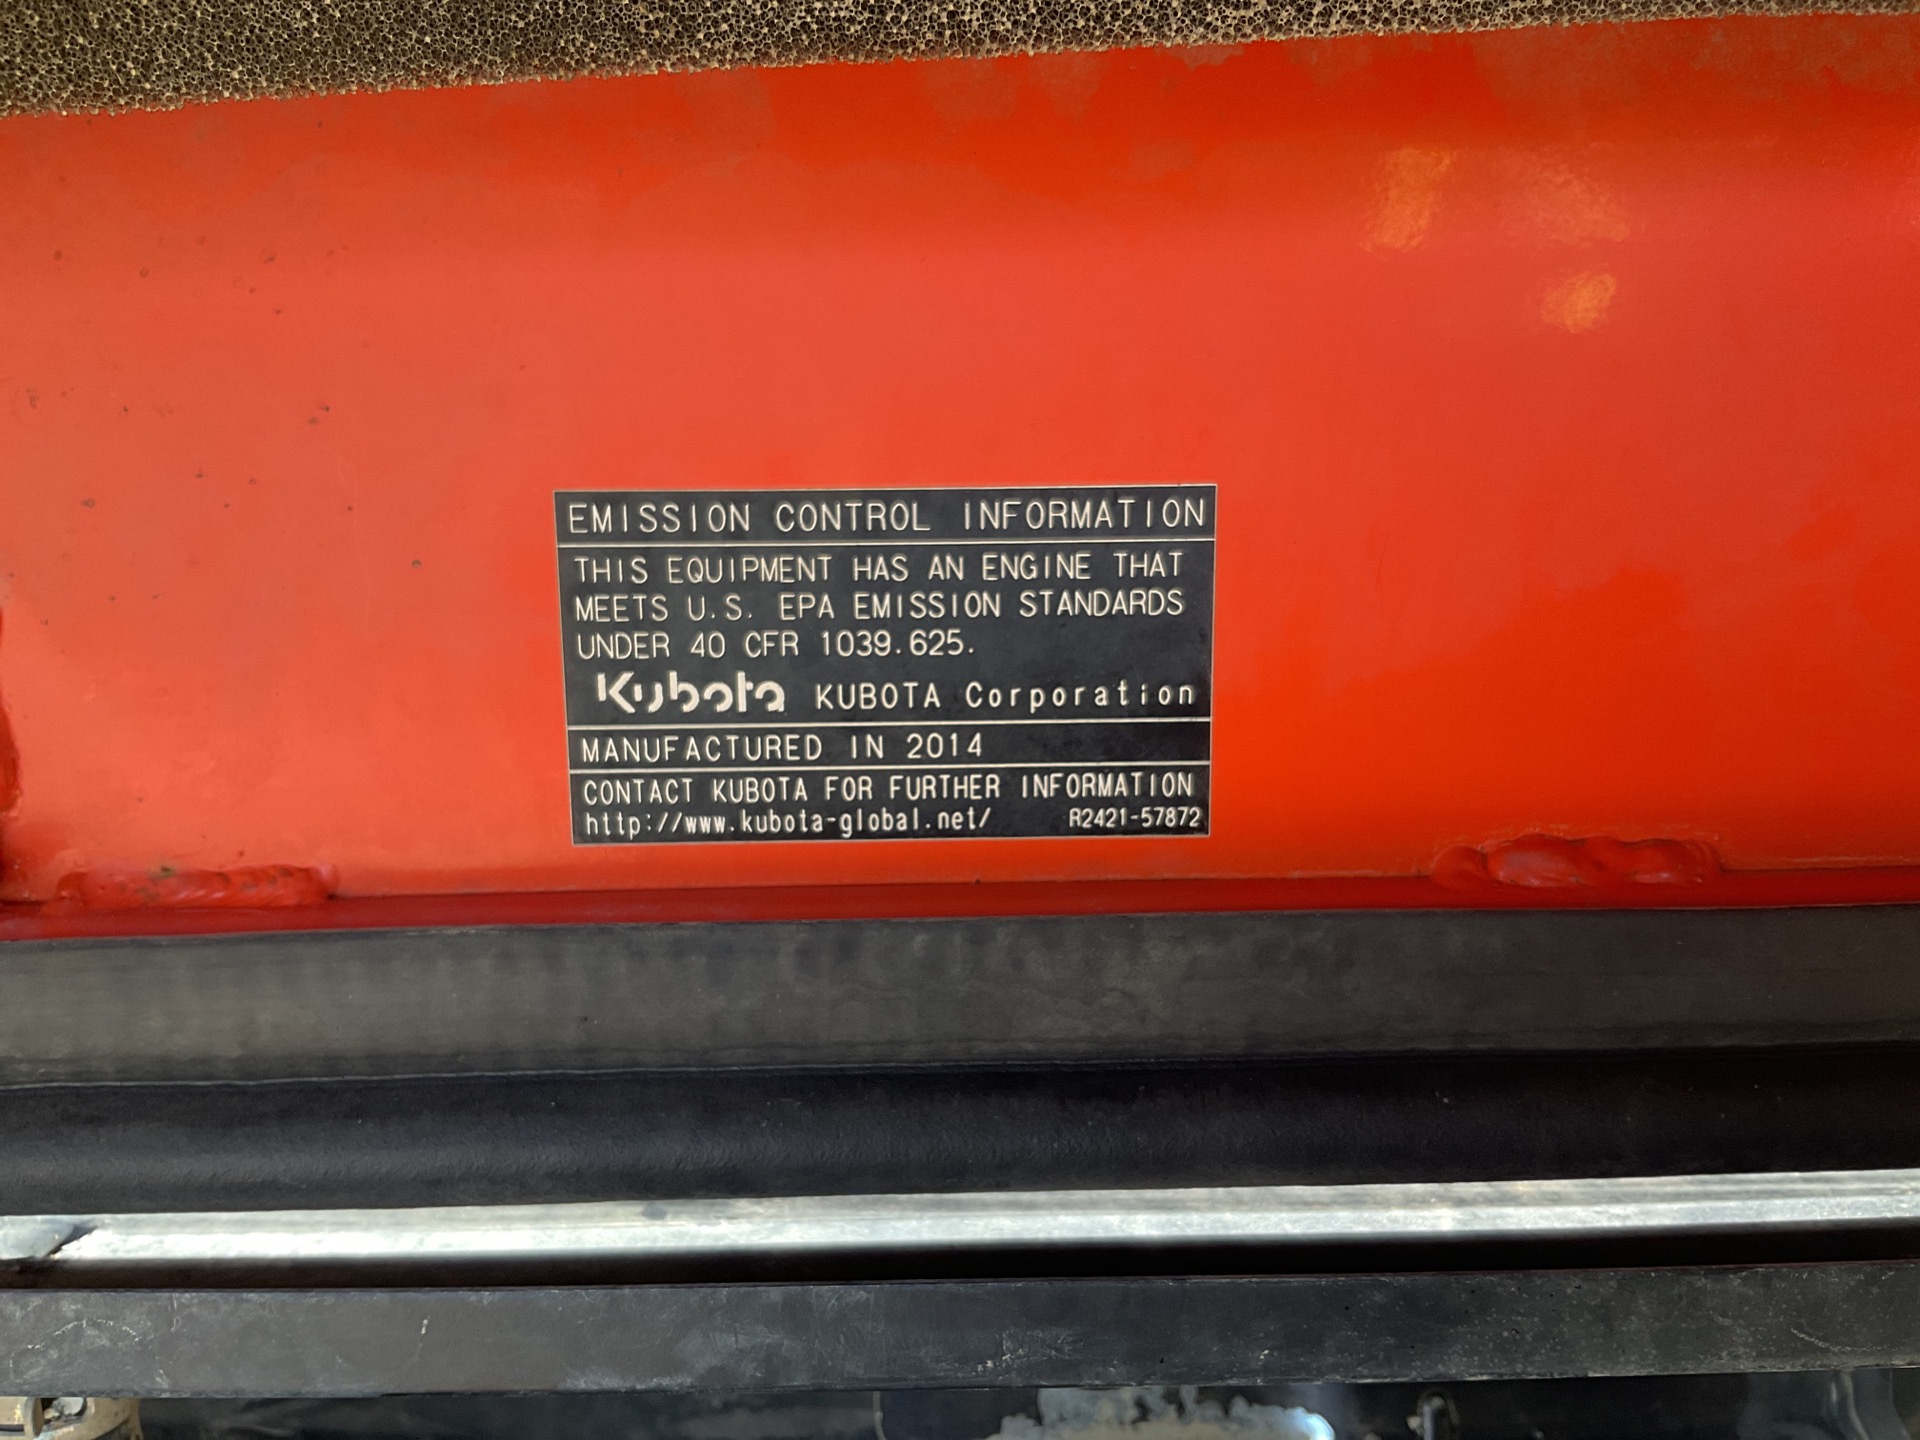 EMISSION CONTROL INFORMATION
THIS EQUIPMENT HAS AN ENGINE THAT
MEETS U.S. EPA EMISSION STANDARDS
UNDER 40 CFR 1039.625.
Kubota KUBOTA Corporation
MANUFACTURED IN 2014
CONTACT KUBOTA FOR FURTHER INFORMATION
http://www.kubota-global.net/ R2421-57872